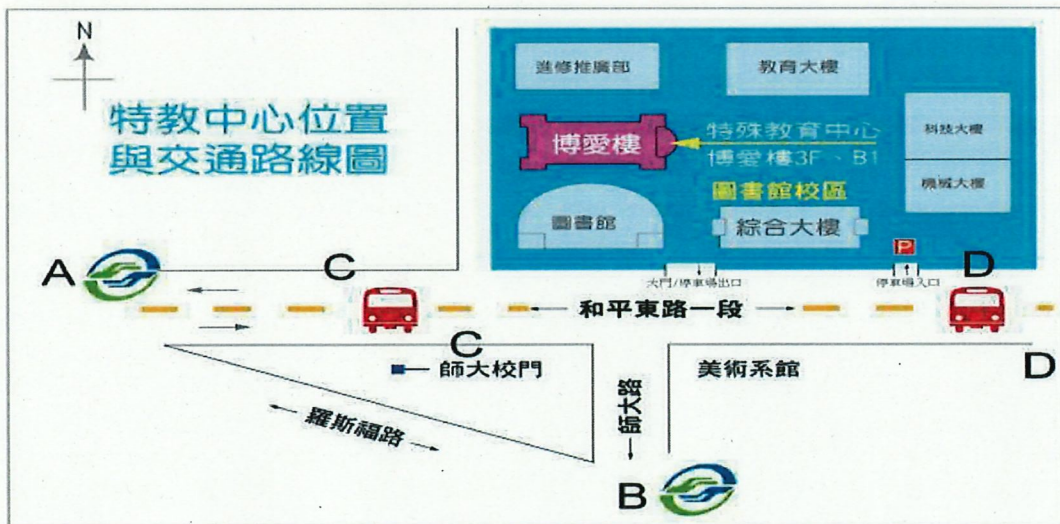 N
特教中心位置
與交通路線圖
進修推廣部
教育大樓
博愛樓
特殊教育中心
博愛樓3F、B1
科技大樓
機械大樓
圖書館校區
圖書館
綜合大樓
P
大門/停車場出口
停車場入口
A
C
D
和平東路一段
C
師大校門
美術系館
D
羅斯福路
師大路
B